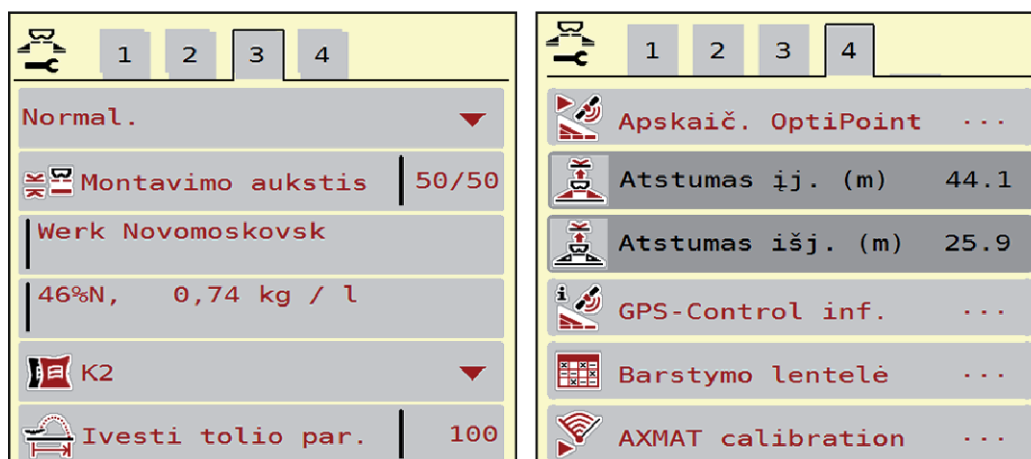 1 2 3 4
Normal.
Montavimo aukstis 50/50
Werk Novomoskovsk
46%N, 0,74 kg / l
K2
Ivesti tolio par. 100
1 2 3 4
Apskaič. OptiPoint ...
Atstumas įj. (m) 44.1
Atstumas išj. (m) 25.9
GPS-Control inf. ...
Barstymo lentelė ...
AXMAT calibration ...